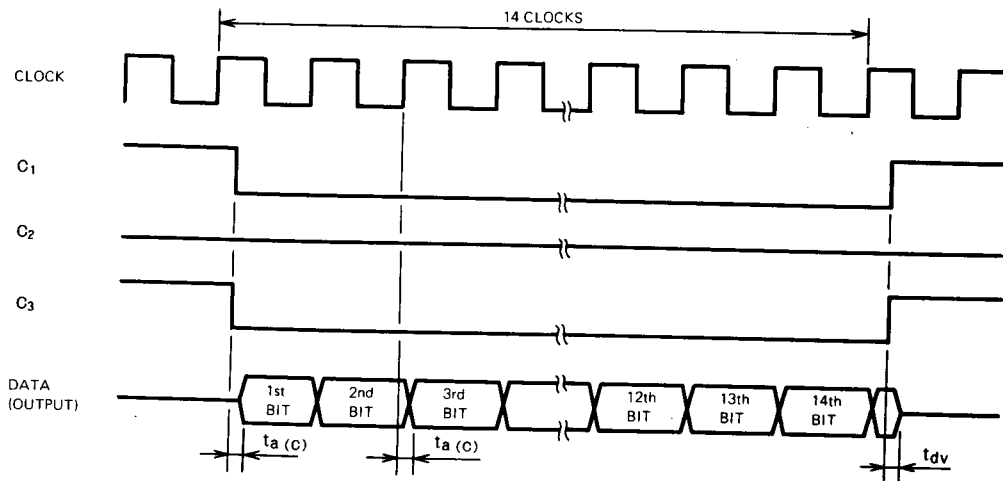 14 CLOCKS
CLOCK
C1
C2
C3
DATA
(OUTPUT)
1st
BIT
2nd
BIT
3rd
BIT
12th
BIT
13th
BIT
14th
BIT
ta (C)
ta (C)
tdv